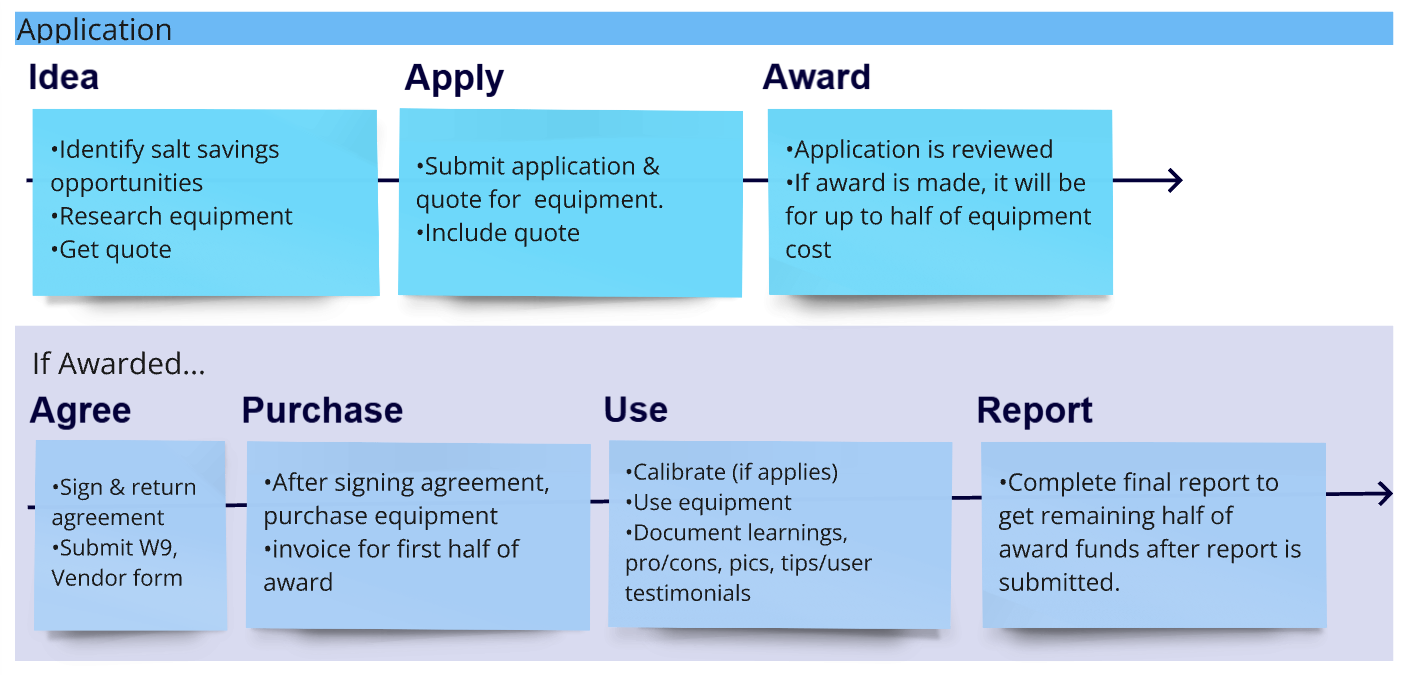 Application
Idea
Apply
Award
•Identify salt savings
opportunities
•Research equipment
•Get quote
•Submit application &
quote for  equipment.
•Include quote
•Application is reviewed
•If award is made, it will be
for up to half of equipment
cost
If Awarded...
Agree
Purchase
Use
Report
•Sign & return
agreement
•Submit W9,
Vendor form
•After signing agreement,
purchase equipment
•invoice for first half of
award
•Calibrate (if applies)
•Use equipment
•Document learnings,
pro/cons, pics, tips/user
testimonials
•Complete final report to
get remaining half of
award funds after report is
submitted.